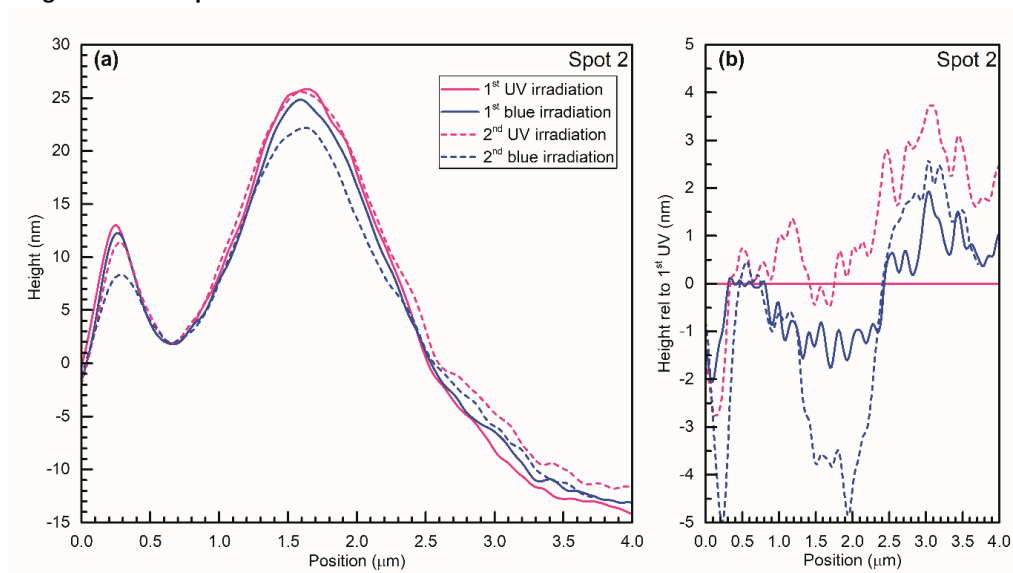 (a)
Spot 2
1st UV irradiation
1st blue irradiation
2nd UV irradiation
2nd blue irradiation
Height (nm)
30
25
20
15
10
5
0
-5
-10
-15
0.0 0.5 1.0 1.5 2.0 2.5 3.0 3.5 4.0
Position (μm)
(b)
Spot 2
Height rel to 1st UV (nm)
5
4
3
2
1
0
-1
-2
-3
-4
-5
0.0 0.5 1.0 1.5 2.0 2.5 3.0 3.5 4.0
Position (μm)